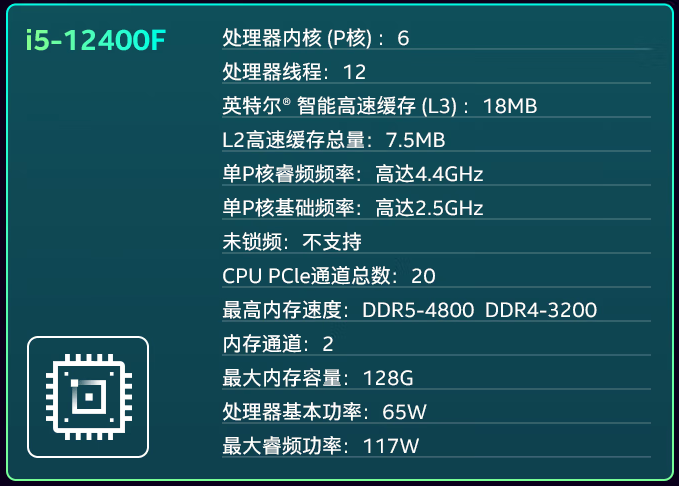 i5-12400F
处理器内核 (P核)：6
处理器线程：12
英特尔® 智能高速缓存 (L3)：18MB
L2高速缓存总量：7.5MB
单P核睿频频率：高达4.4GHz
单P核基础频率：高达2.5GHz
未锁频：不支持
CPU PCIe通道总数：20
最高内存速度：DDR5-4800 DDR4-3200
内存通道：2
最大内存容量：128G
处理器基本功率：65W
最大睿频功率：117W